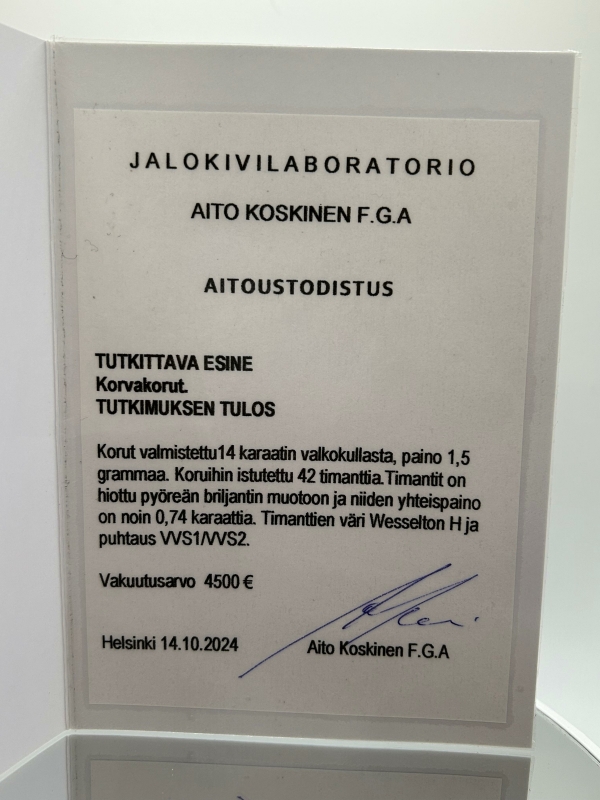 JALOKIVILABORATORIO
AITO KOSKINEN F.G.A
AITOUSTODISTUS
TUTKITTAVA ESINE
Korvakorut.
TUTKIMUKSEN TULOS
Korut valmistettu14 karaatin valkokullasta, paino 1,5
grammaa. Koruihin istutettu 42 timanttia.Timantit on
hiottu pyöreän briljantin muotoon ja niiden yhteispaino
on noin 0,74 karaattia. Timanttien väri Wesselton H ja
puhtaus VVS1/VVS2.
Vakuutusarvo 4500 €
Helsinki 14.10.2024
Aito Koskinen F.G.A